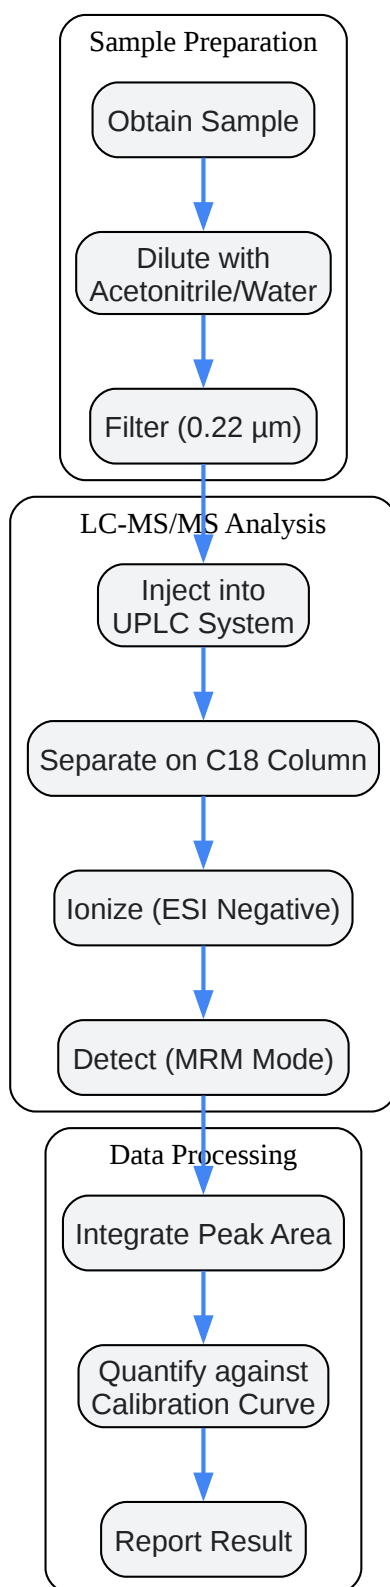 Sample Preparation
Obtain Sample
Dilute with
Acetonitrile/Water
Filter (0.22 µm)
LC-MS/MS Analysis
Inject into
UPLC System
Separate on C18 Column
Ionize (ESI Negative)
Detect (MRM Mode)
Data Processing
Integrate Peak Area
Quantify against
Calibration Curve
Report Result